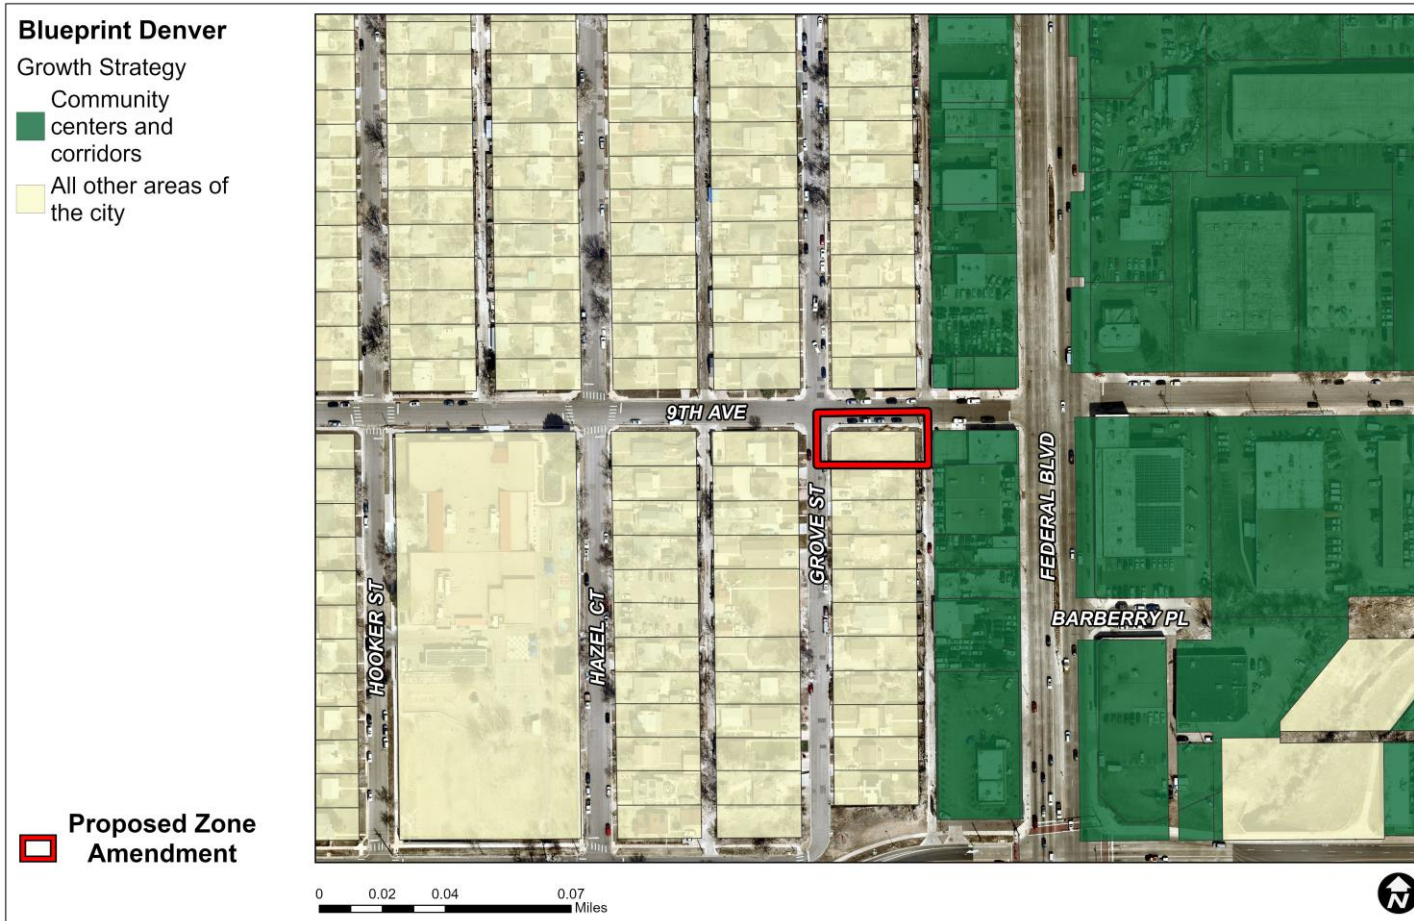 Blueprint Denver
Growth Strategy
Community
centers and
corridors
All other areas of
the city
9TH AVE
GROVE ST
FEDERAL BLVD
BARBERRY PL
HOOKER ST
HAZEL CT
Proposed Zone
Amendment
0 0.02 0.04 0.07
Miles
N